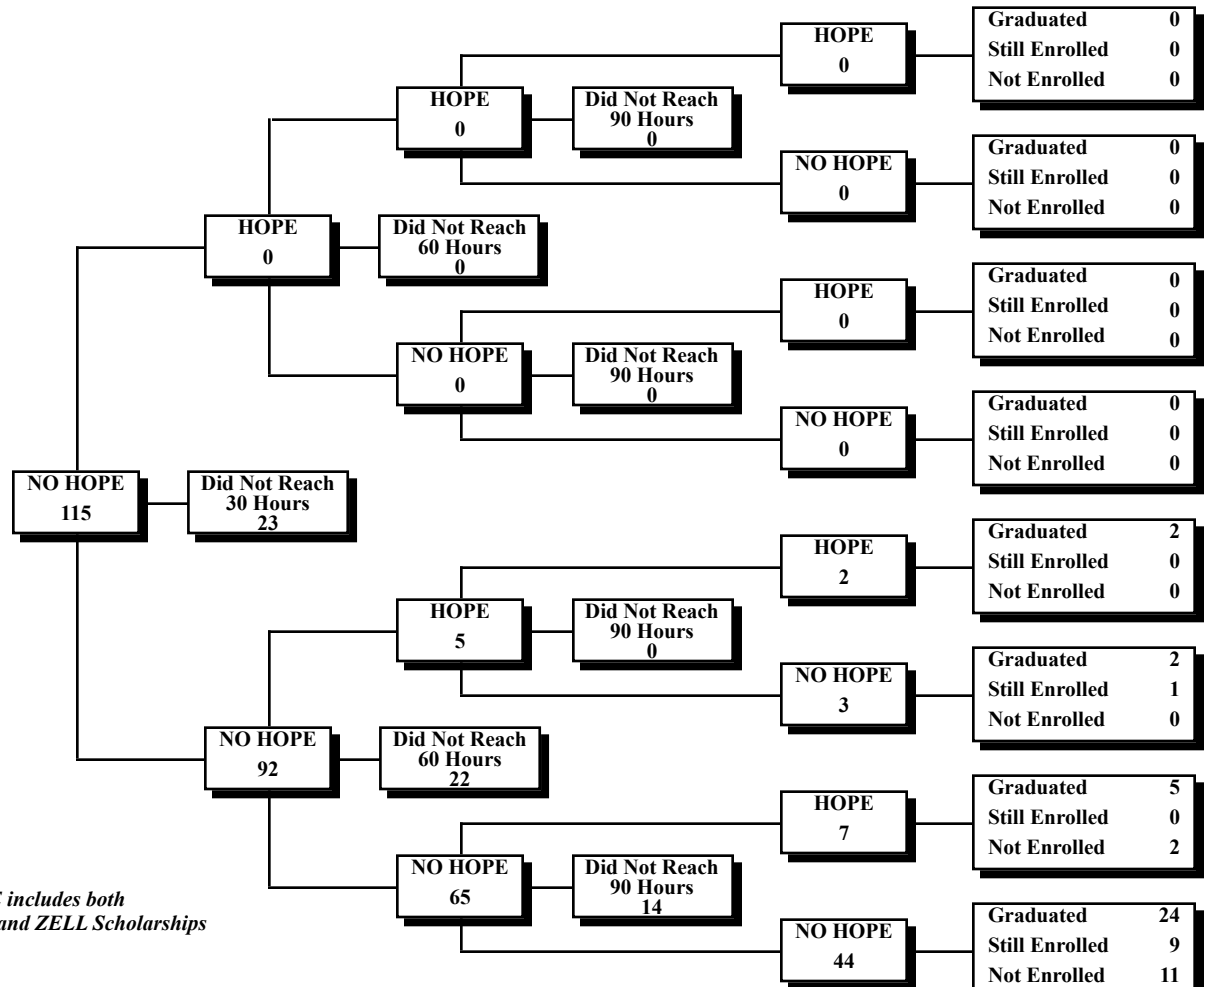 HOPE
0
Graduated 0
Still Enrolled 0
Not Enrolled 0
HOPE
0
Did Not Reach
90 Hours
0
NO HOPE
0
Graduated 0
Still Enrolled 0
Not Enrolled 0
HOPE
0
Did Not Reach
60 Hours
0
HOPE
0
Graduated 0
Still Enrolled 0
Not Enrolled 0
NO HOPE
0
Did Not Reach
90 Hours
0
NO HOPE
0
Graduated 0
Still Enrolled 0
Not Enrolled 0
NO HOPE
115
Did Not Reach
30 Hours
23
HOPE
2
Graduated 2
Still Enrolled 0
Not Enrolled 0
HOPE
5
Did Not Reach
90 Hours
0
NO HOPE
3
Graduated 2
Still Enrolled 1
Not Enrolled 0
NO HOPE
92
Did Not Reach
60 Hours
22
HOPE
7
Graduated 5
Still Enrolled 0
Not Enrolled 2
NO HOPE
65
Did Not Reach
90 Hours
14
NO HOPE
44
Graduated 24
Still Enrolled 9
Not Enrolled 11
includes both
and ZELL Scholarships